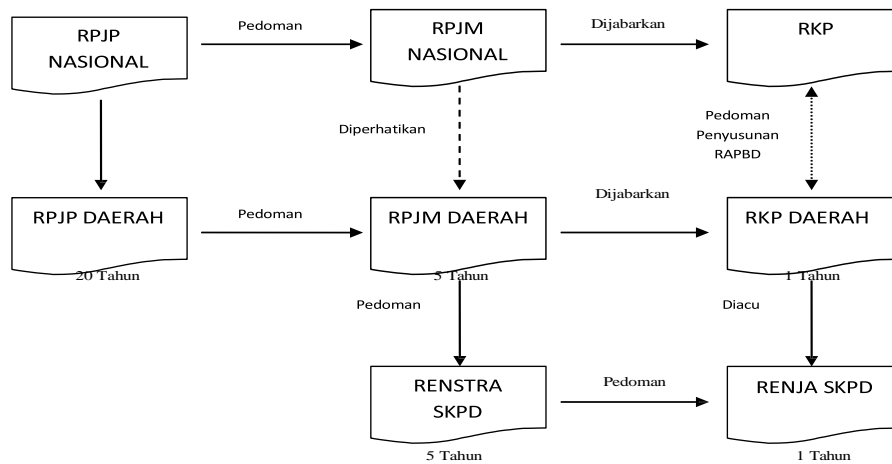 RPJP
NASIONAL
Pedoman
RPJM
NASIONAL
Dijabarkan
RKP
Diperhatikan
Pedoman
Penyusunan
RAPBD
RPJP DAERAH
20 Tahun
Pedoman
RPJM DAERAH
5 Tahun
Dijabarkan
RKP DAERAH
1 Tahun
Pedoman
Diacu
RENSTRA
SKPD
5 Tahun
Pedoman
RENJA SKPD
1 Tahun